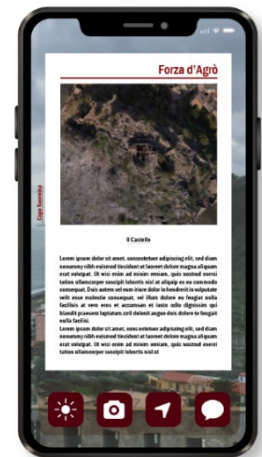 Forza d'Agrò
Capo Saonnino
Il Castello
Lorem ipsum dolor sit amet, consectetuer adipiscing elit, sed diam
nonummy nibh euismod tincidunt ut laoreet dolore magna aliquam
erat volutpat. Ut wisi enim ad minim veniam, quis nostrud exerci
tation ullamcorper suscipit lobortis nisl ut aliquip ex ea commodo
consequat. Duis autem vel eum iriure dolor in hendrerit in vulputate
velit esse molestie consequat, vel illum dolore eu feugiat nulla
facilisis at vero eros et accumsan et iusto odio dignissim qui
blandit praesent luptatum zzril delenit augue duis dolore te feugait
nulla facilisi.
Lorem ipsum dolor sit amet, cons ectetuer adipiscing elit, sed diam
nonummy nibh euismod tincidunt ut laoreet dolore magna aliquam
erat volutpat. Ut wisi enim ad minim veniam, quis nostrud exerci
tation ullamcorper suscipit lobortis nisl ut